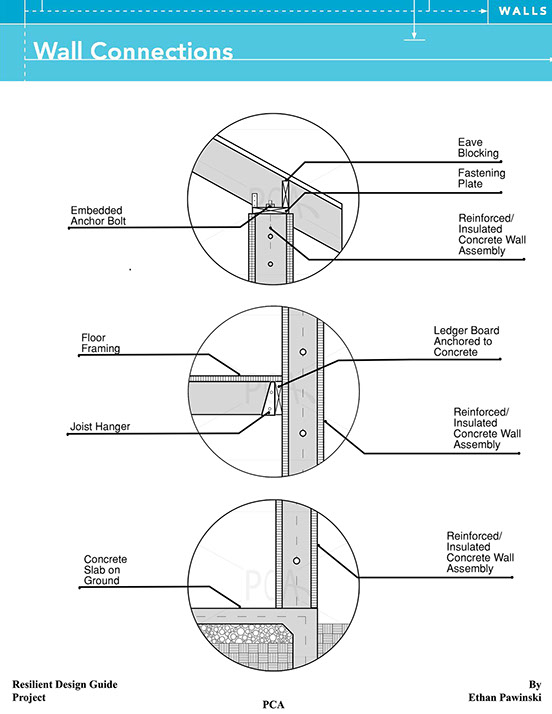 WALLS
Wall Connections
Eave
Blocking
Fastening
Plate
Embedded
Anchor Bolt
Reinforced/
Insulated
Concrete Wall
Assembly
PCA
Floor
Framing
Ledger Board
Anchored to
Concrete
Joist Hanger
Reinforced/
Insulated
Concrete Wall
Assembly
PCA
Concrete
Slab on
Ground
Reinforced/
Insulated
Concrete Wall
Assembly
PCA
Resilient Design Guide
Project
PCA
By
Ethan Pawinski